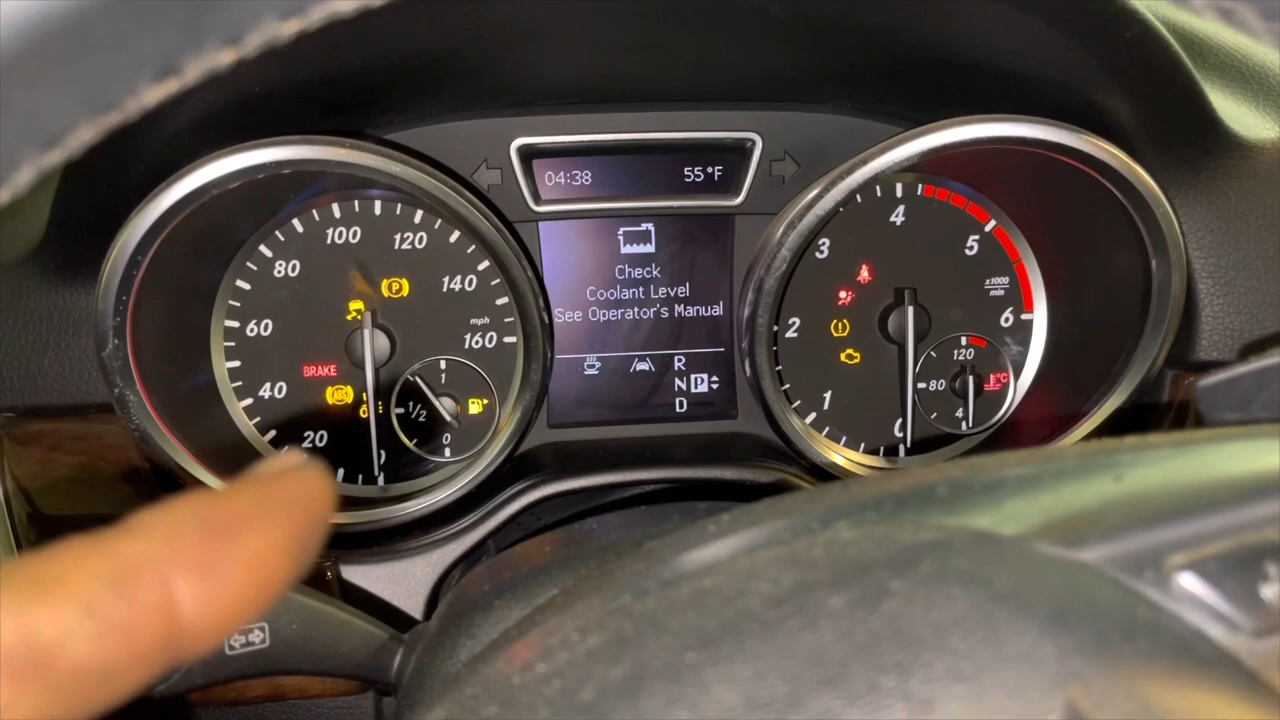 04:38 55°F
Check
Coolant Level
See Operator's Manual
R
N P
D
20
40
60
80
100
120
140
160
mph
BRAKE
ABS
P
1
1/2
0
1
2
3
4
5
6
x1000
min
120
80
°C